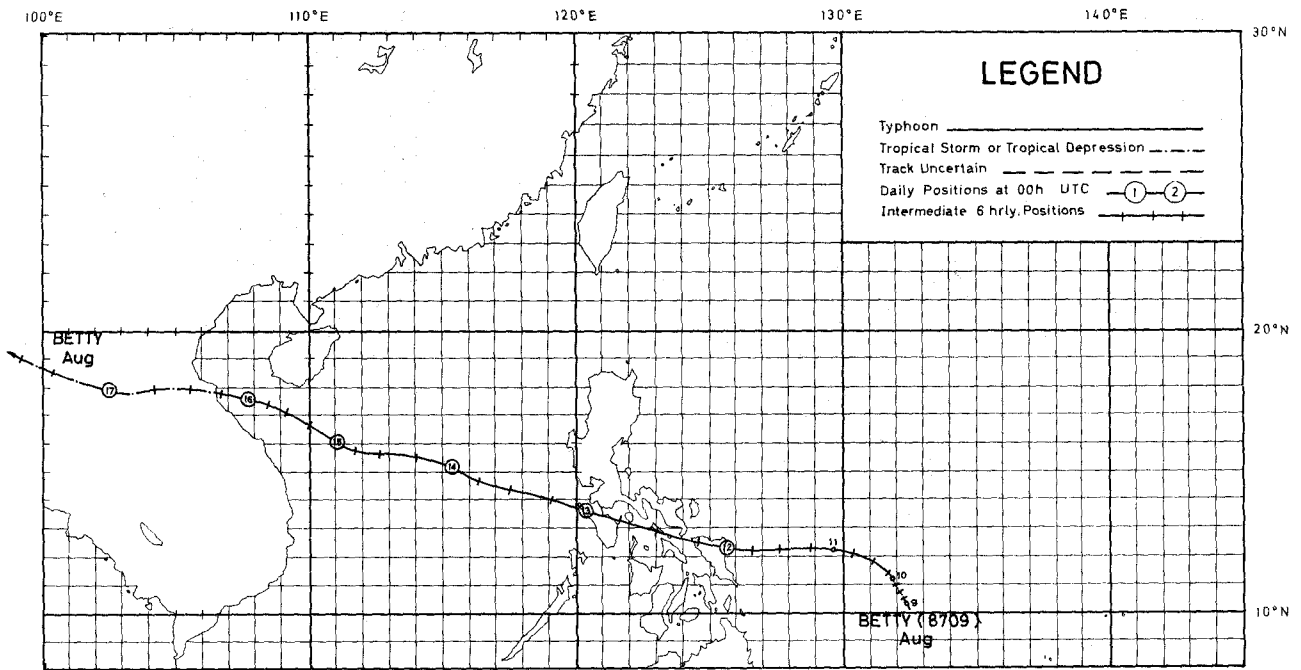 100°E 110°E 120°E 130°E 140°E
30°N
LEGEND
Typhoon
Tropical Storm or Tropical Depression
Track Uncertain
Daily Positions at 00h UTC 1 2
Intermediate 6 hrly. Positions
20°N
BETTY
Aug
17 16 15 14 13 12 11 10 9
10°N
BETTY (8709)
Aug